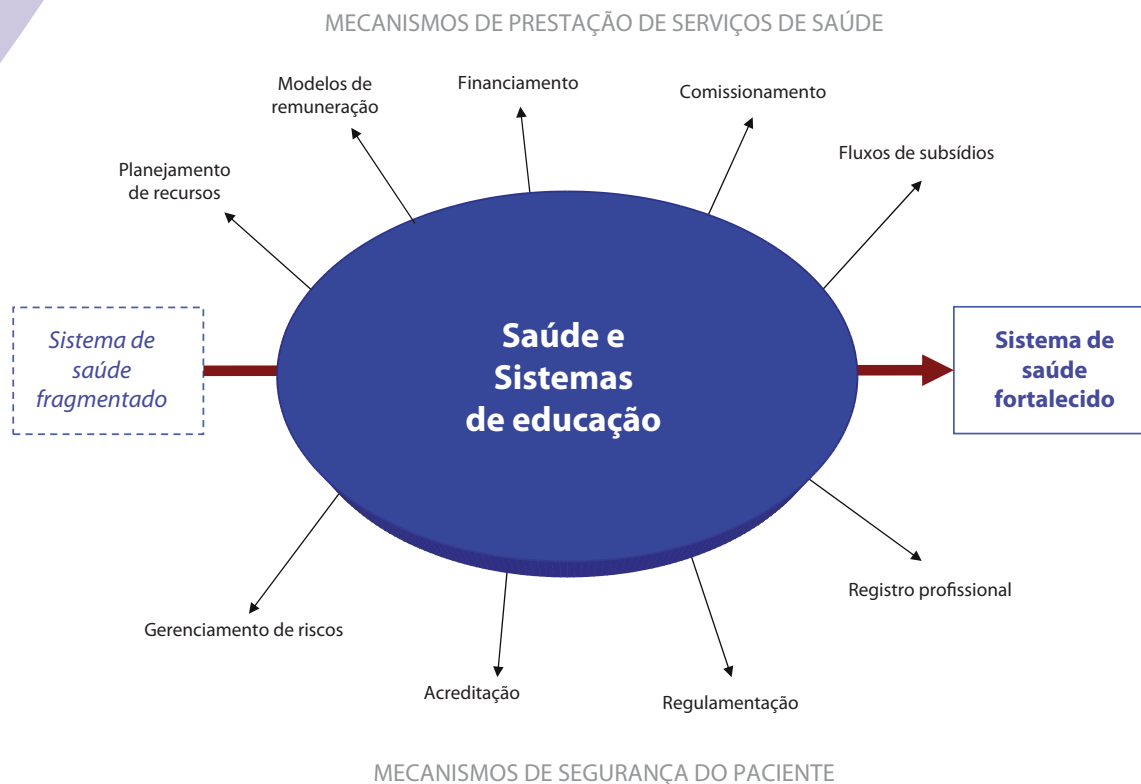 MECANISMOS DE PRESTAÇÃO DE SERVIÇOS DE SAÚDE
Modelos de
remuneração
Financiamento
Comissionamento
Planejamento
de recursos
Fluxos de subsídios
Sistema de
saúde
fragmentado
Saúde e
Sistemas
de educação
Sistema de
saúde
fortalecido
Gerenciamento de riscos
Acreditação
Regulamentação
Registro profissional
MECANISMOS DE SEGURANÇA DO PACIENTE